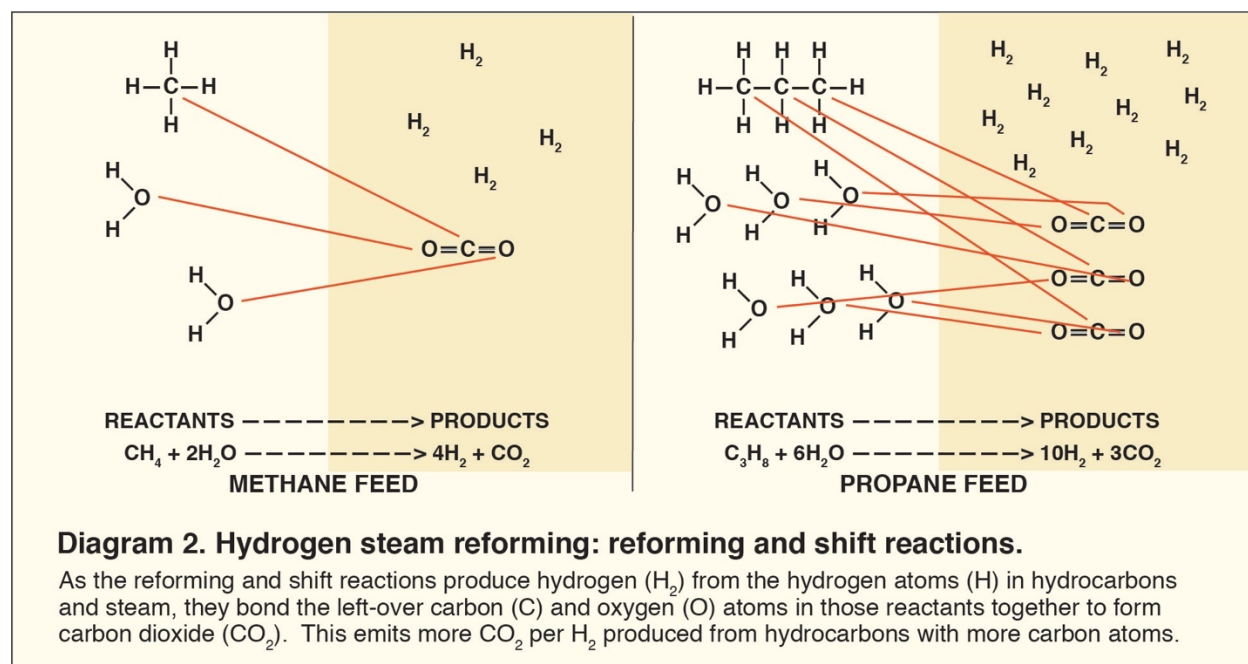 H
H—C—H
H
H
O
H
H
O
H
H₂
H₂
H₂
H₂
O=C=O
REACTANTS — — — — — — — —> PRODUCTS
CH₄ + 2H₂O — — — — — — — —> 4H₂ + CO₂
METHANE FEED
H H H
H—C—C—C—H
H H H
H H H
O O O
H H H
H H H
O O O
H H H
H₂ H₂ H₂
H₂ H₂ H₂
H₂ H₂
H₂ H₂
O=C=O
O=C=O
O=C=O
REACTANTS — — — — — — — —> PRODUCTS
C₃H₈ + 6H₂O — — — — — — — —> 10H₂ + 3CO₂
PROPANE FEED
Diagram 2. Hydrogen steam reforming: reforming and shift reactions.
As the reforming and shift reactions produce hydrogen (H₂) from the hydrogen atoms (H) in hydrocarbons
and steam, they bond the left-over carbon (C) and oxygen (O) atoms in those reactants together to form
carbon dioxide (CO₂).  This emits more CO₂ per H₂ produced from hydrocarbons with more carbon atoms.